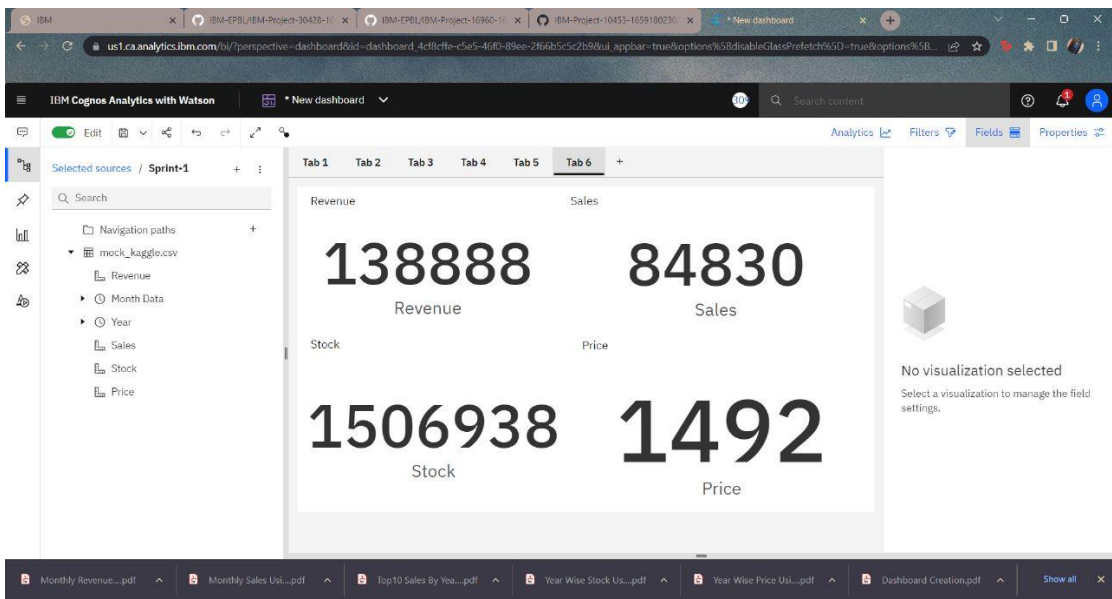 IBM
IBM-EPBL/IBM-Project-30428-16
IBM-EPBL/IBM-Project-16960-16
IBM-Project-10453-1659180230
* New dashboard
us1.ca.analytics.ibm.com/bi/?perspective=dashboard&id=dashboard_4cf8cffe-c5e5-46f0-89ee-2f66b5c5c2b9&ui_appbar=true&options%5BdisableGlassPrefetch%5D=true&options%5B...
IBM Cognos Analytics with Watson
* New dashboard
Search content
1
Edit
Analytics
Filters
Fields
Properties
Selected sources / Sprint-1
Tab 1
Tab 2
Tab 3
Tab 4
Tab 5
Tab 6
Search
Navigation paths
mock_kaggle.csv
Revenue
Month Data
Year
Sales
Stock
Price
Revenue
138888
Revenue
Sales
84830
Sales
Stock
1506938
Stock
Price
1492
Price
No visualization selected
Select a visualization to manage the field
settings.
Monthly Revenue....pdf
Monthly Sales Usi....pdf
Top10 Sales By Yea....pdf
Year Wise Stock Us....pdf
Year Wise Price Usi....pdf
Dashboard Creation.pdf
Show all